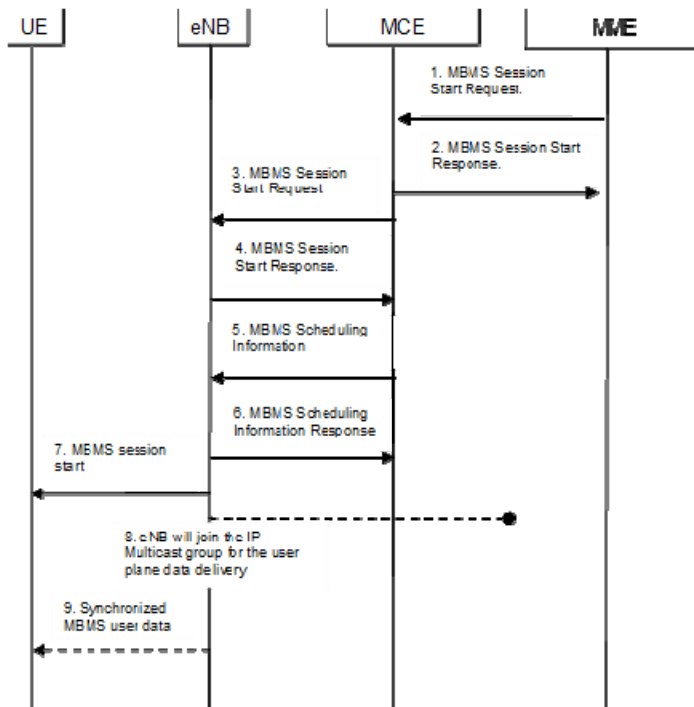 UE
eNB
MCE
MME
1. MBMS Session
Start Request.
2. MBMS Session Start
Response.
3. MBMS Session
Start Request
4. MBMS Session
Start Response.
5. MBMS Scheduling
Information
6. MBMS Scheduling
Information Response
7. MBMS session
start
8. eNB will join the IP
Multicast group for the user
plane data delivery
9. Synchronized
MBMS user data